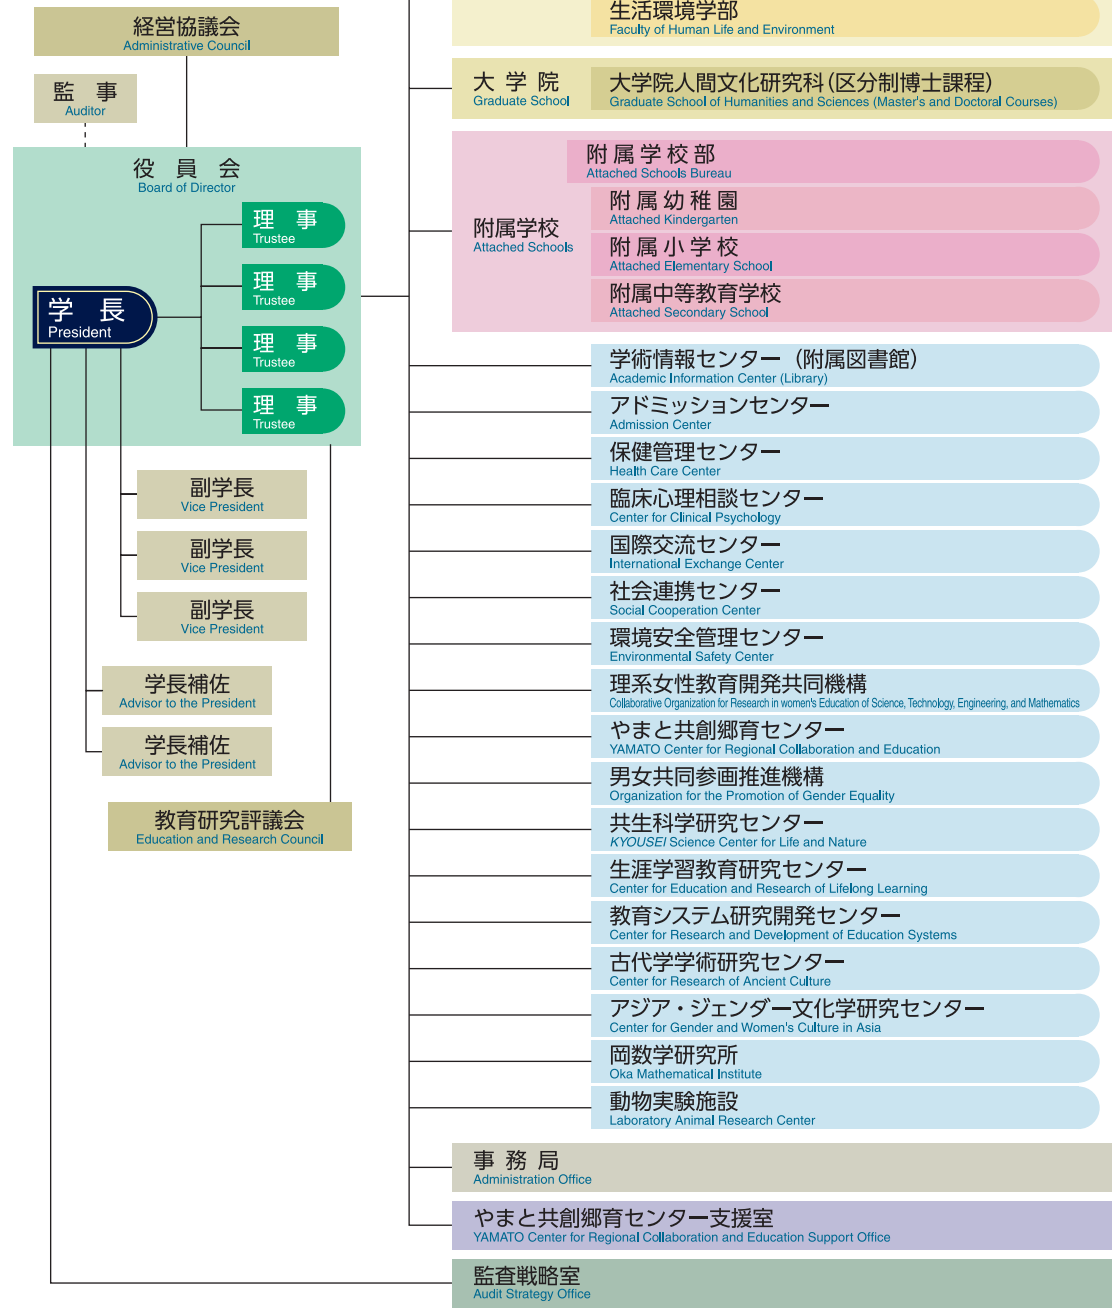 経営協議会
Administrative Council
監事
Auditor
役員会
Board of Director
理事
Trustee
理事
Trustee
学長
President
理事
Trustee
理事
Trustee
副学長
Vice President
副学長
Vice President
副学長
Vice President
学長補佐
Advisor to the President
学長補佐
Advisor to the President
教育研究評議会
Education and Research Council
生活環境学部
Faculty of Human Life and Environment
大学院
Graduate School
大学院人間文化研究科(区分制博士課程)
Graduate School of Humanities and Sciences (Master's and Doctoral Courses)
附属学校
Attached Schools
附属学校部
Attached Schools Bureau
附属幼稚園
Attached Kindergarten
附属小学校
Attached Elementary School
附属中等教育学校
Attached Secondary School
学術情報センター(附属図書館)
Academic Information Center (Library)
アドミッションセンター
Admission Center
保健管理センター
Health Care Center
臨床心理相談センター
Center for Clinical Psychology
国際交流センター
International Exchange Center
社会連携センター
Social Cooperation Center
環境安全管理センター
Environmental Safety Center
理系女性教育開発共同機構
Collaborative Organization for Research in women's Education of Science, Technology, Engineering, and Mathematics
やまと共創郷育センター
YAMATO Center for Regional Collaboration and Education
男女共同参画推進機構
Organization for the Promotion of Gender Equality
共生科学研究センター
KYOUSEI Science Center for Life and Nature
生涯学習教育研究センター
Center for Education and Research of Lifelong Learning
教育システム研究開発センター
Center for Research and Development of Education Systems
古代学学術研究センター
Center for Research of Ancient Culture
アジア・ジェンダー文化学研究センター
Center for Gender and Women's Culture in Asia
岡数学研究所
Oka Mathematical Institute
動物実験施設
Laboratory Animal Research Center
事務局
Administration Office
やまと共創郷育センター支援室
YAMATO Center for Regional Collaboration and Education Support Office
監査戦略室
Audit Strategy Office